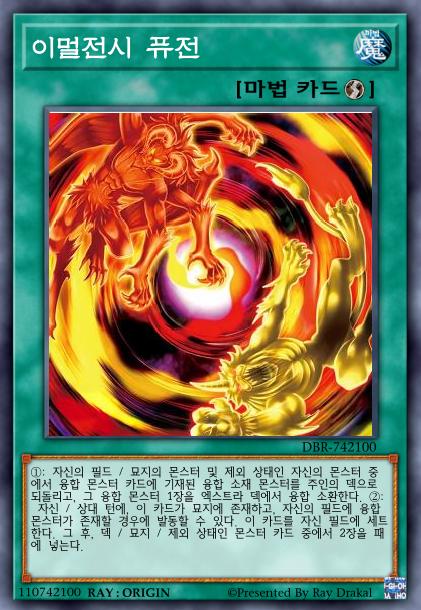 이멀전시 퓨전
마법
魔
[마법 카드]
DBR-742100
①: 자신의 필드 / 묘지의 몬스터 및 제외 상태인 자신의 몬스터 중
에서 융합 몬스터 카드에 기재된 융합 소재 몬스터를 주인의 덱으로
되돌리고, 그 융합 몬스터 1장을 엑스트라 덱에서 융합 소환한다. ②:
자신 / 상대 턴에, 이 카드가 묘지에 존재하고, 자신의 필드에 융합
몬스터가 존재할 경우에 발동할 수 있다. 이 카드를 자신 필드에 세트
한다. 그 후, 덱 / 묘지 / 제외 상태인 몬스터 카드 중에서 2장을 패
에 넣는다.
110742100 RAY : ORIGIN ©Presented By Ray Drakal